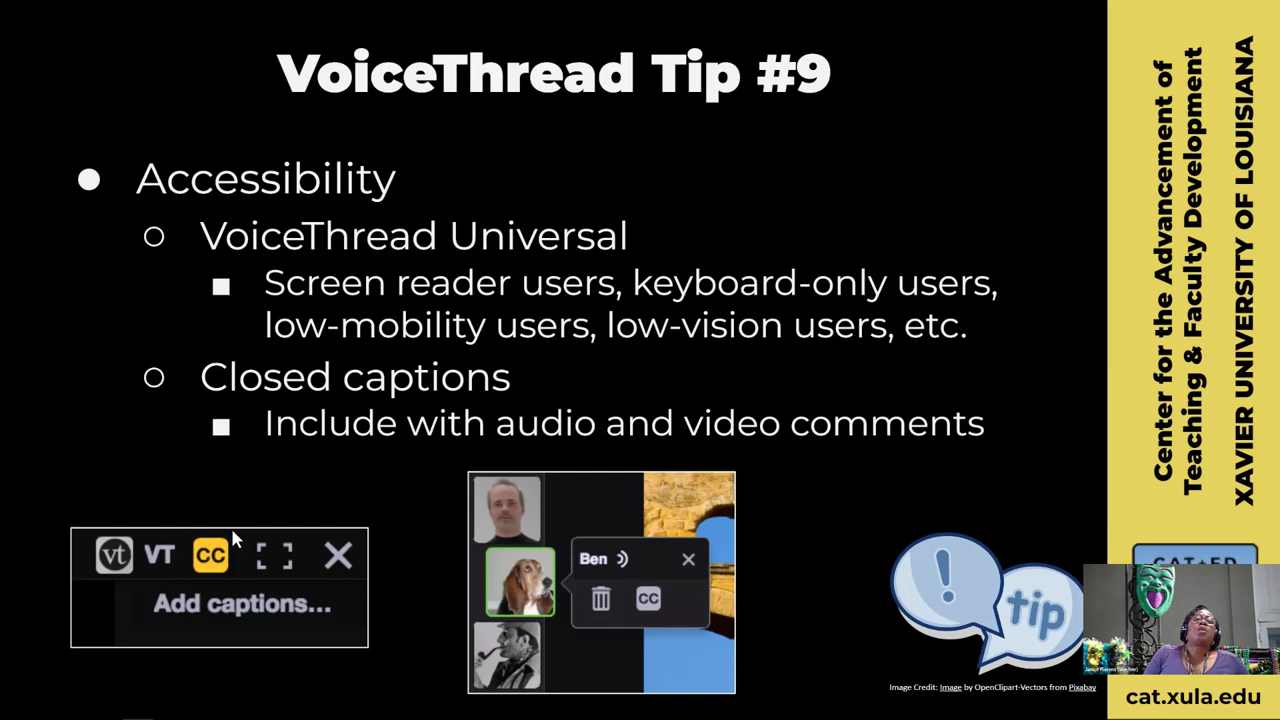 VoiceThread Tip #9
● Accessibility
○ VoiceThread Universal
■ Screen reader users, keyboard-only users,
low-mobility users, low-vision users, etc.
○ Closed captions
■ Include with audio and video comments
vt VT CC
Add captions...
Ben
CC
tip
Image Credit: Image by OpenClipart-Vectors from Pixabay
Center for the Advancement of
Teaching & Faculty Development
XAVIER UNIVERSITY OF LOUISIANA
CAT+ED
cat.xula.edu